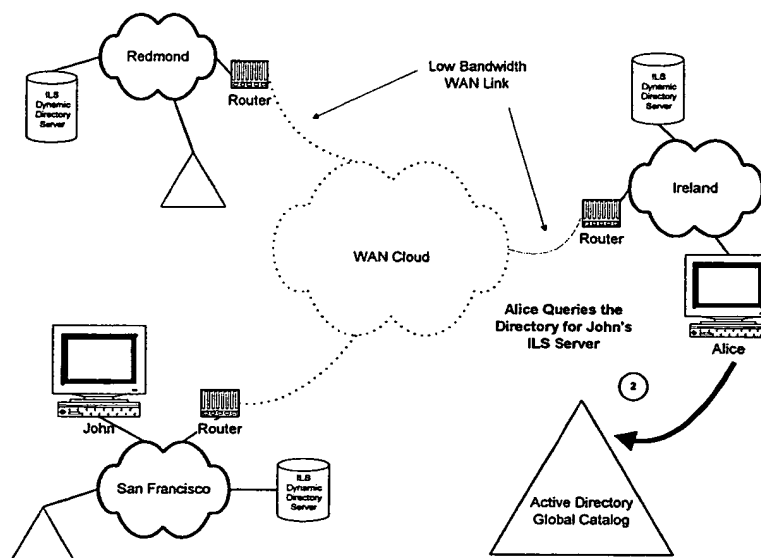 Redmond
ILS
Dynamic
Directory
Server
Router
Low Bandwidth
WAN Link
ILS
Dynamic
Directory
Server
Ireland
Router
WAN Cloud
Alice Queries the
Directory for John's
ILS Server
Alice
2
John
Router
San Francisco
ILS
Dynamic
Directory
Server
Active Directory
Global Catalog